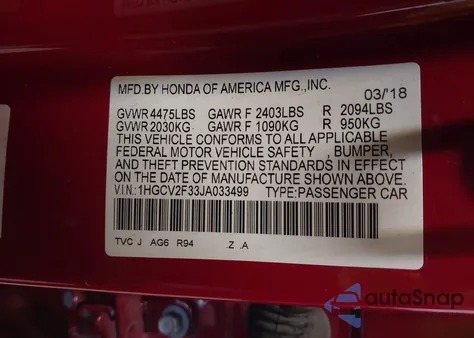 MFD.BY HONDA OF AMERICA MFG.,INC.
03/'18
GVWR 4475LBS GAWR F 2403LBS R 2094LBS
GVWR 2030KG GAWR F 1090KG R 950KG
THIS VEHICLE CONFORMS TO ALL APPLICABLE
FEDERAL MOTOR VEHICLE SAFETY , BUMPER,
AND THEFT PREVENTION STANDARDS IN EFFECT
ON THE DATE OF MANUFACTURE SHOWN ABOVE.
V.I.N.:1HGCV2F33JA033499 TYPE:PASSENGER CAR
TVC J AG6 R94 .Z .A
autoSnap